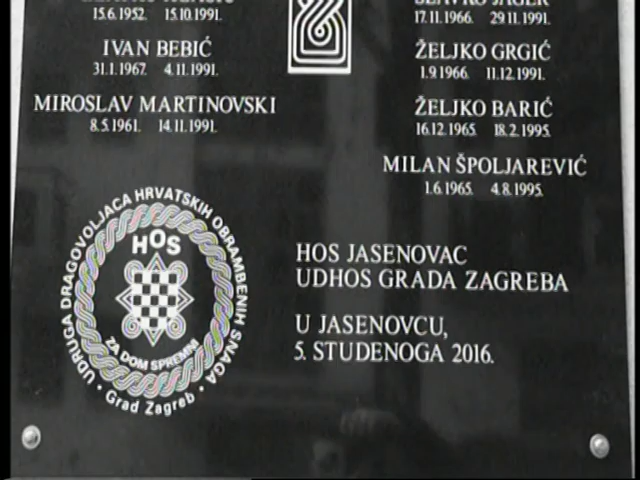 15.6.1952. 15.10.1991.
IVAN BEBIĆ
31.1.1967. 4.11.1991.
MIROSLAV MARTINOVSKI
8.5.1961. 14.11.1991.
SLAVKO JAGER
17.11.1966. 29.11.1991.
ŽELJKO GRGIĆ
1.9.1966. 11.12.1991.
ŽELJKO BARIĆ
16.12.1965. 18.2.1995.
MILAN ŠPOLJAREVIĆ
1.6.1965. 4.8.1995.
UDRUGA DRAGOVOLJACA HRVATSKIH OBRAMBENIH SNAGA
HOS
ZA DOM SPREMNI
• Grad Zagreb •
HOS JASENOVAC
UDHOS GRADA ZAGREBA
U JASENOVCU,
5. STUDENOGA 2016.